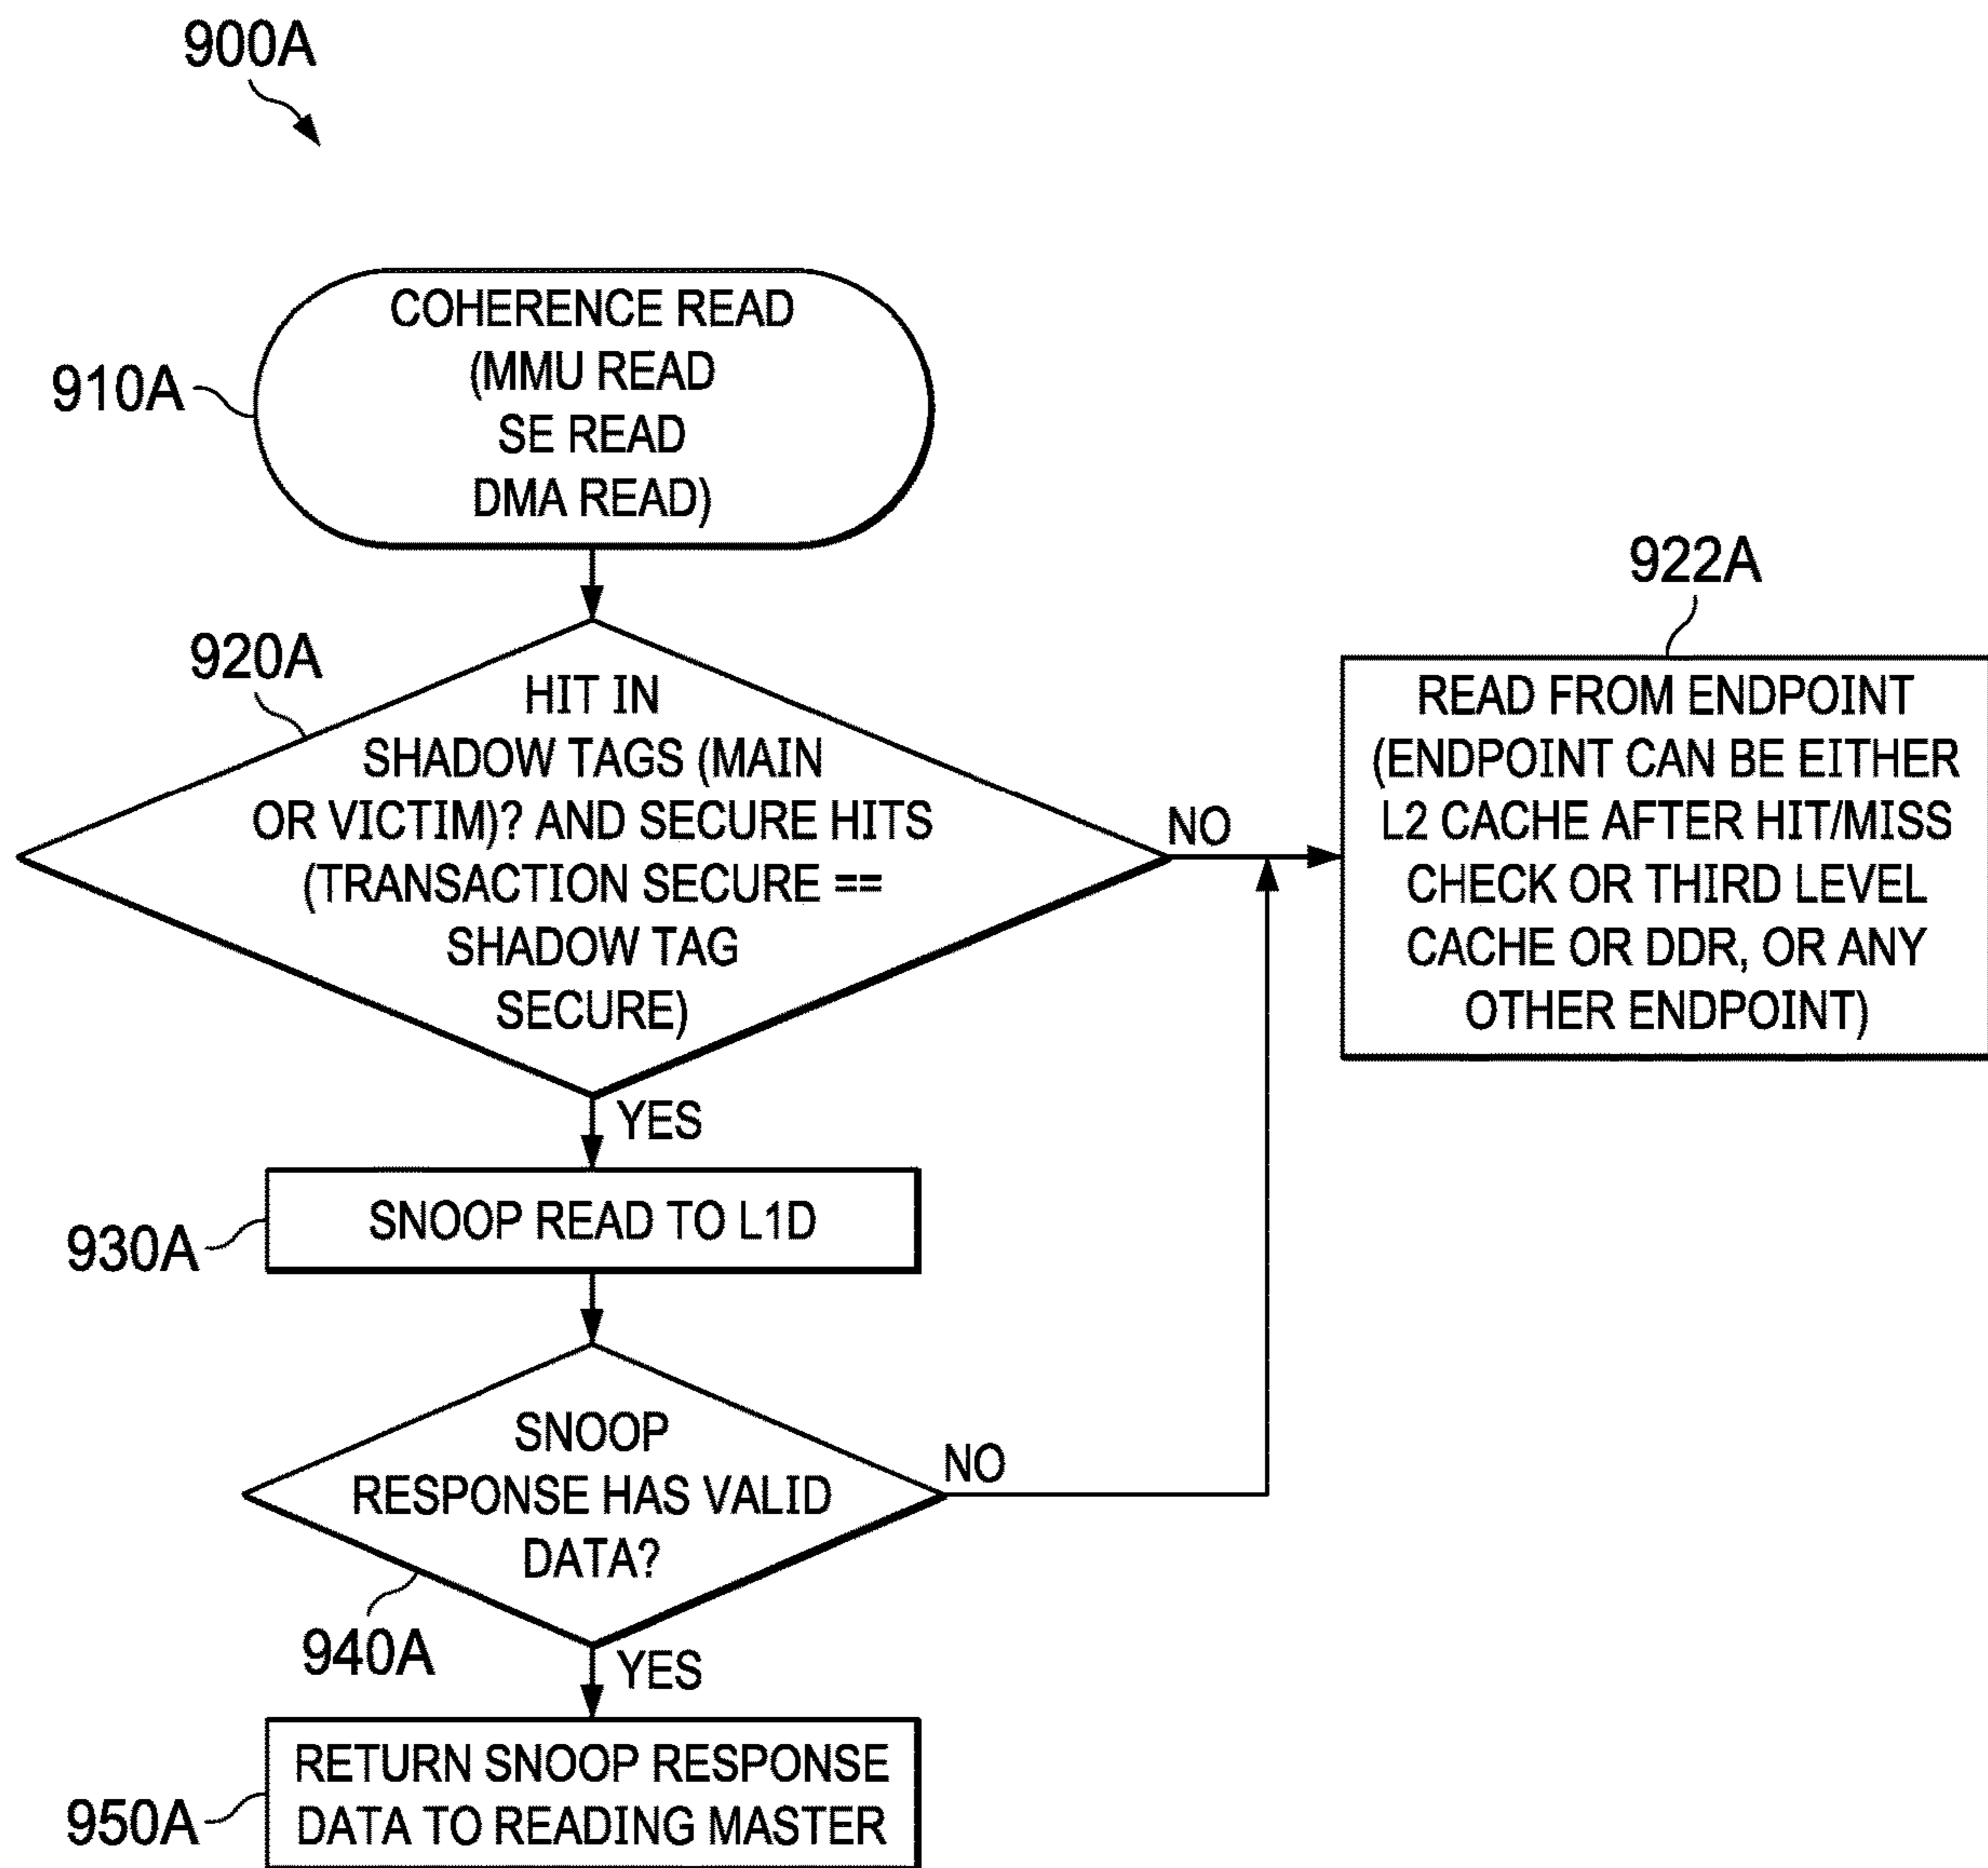 900A
910A
COHERENCE READ
(MMU READ
SE READ
DMA READ)
920A
HIT IN
SHADOW TAGS (MAIN
OR VICTIM)? AND SECURE HITS
(TRANSACTION SECURE ==
SHADOW TAG
SECURE)
NO
YES
922A
READ FROM ENDPOINT
(ENDPOINT CAN BE EITHER
L2 CACHE AFTER HIT/MISS
CHECK OR THIRD LEVEL
CACHE OR DDR, OR ANY
OTHER ENDPOINT)
930A
SNOOP READ TO L1D
940A
SNOOP
RESPONSE HAS VALID
DATA?
NO
YES
950A
RETURN SNOOP RESPONSE
DATA TO READING MASTER